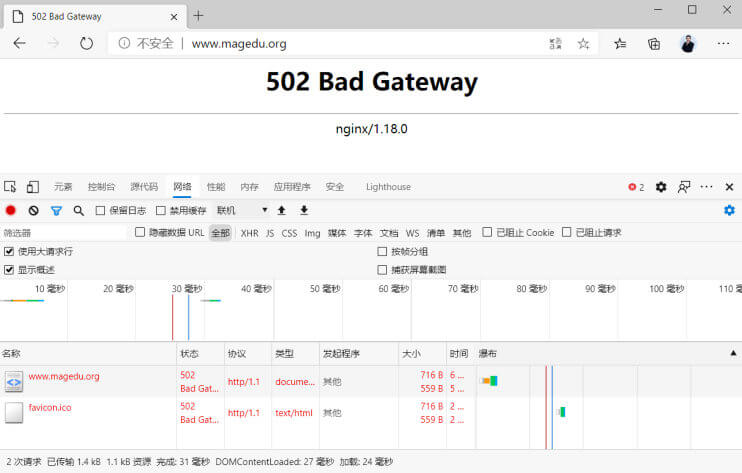 502 Bad Gateway
不安全 | www.magedu.org
502 Bad Gateway
nginx/1.18.0
元素 控制台 源代码 网络 性能 内存 应用程序 安全 Lighthouse 2
保留日志 禁用缓存 联机
筛选器 隐藏数据 URL 全部 XHR JS CSS Img 媒体 字体 文档 WS 清单 其他 已阻止 Cookie 已阻止请求
使用大请求行 按帧分组
显示概述 捕获屏幕截图
10 毫秒 20 毫秒 30 毫秒 40 毫秒 50 毫秒 60 毫秒 70 毫秒 80 毫秒 90 毫秒 100 毫秒 110
名称 状态 协议 类型 发起程序 大小 时间 瀑布
www.magedu.org 502 Bad Gat... http/1.1 docume... 其他 716 B 559 B 6 ... 5 ...
favicon.ico 502 Bad Gat... http/1.1 text/html 其他 716 B 559 B 2 ... 2 ...
2 次请求 已传输 1.4 kB 1.1 kB 资源 完成: 31 毫秒 DOMContentLoaded: 27 毫秒 加载: 24 毫秒